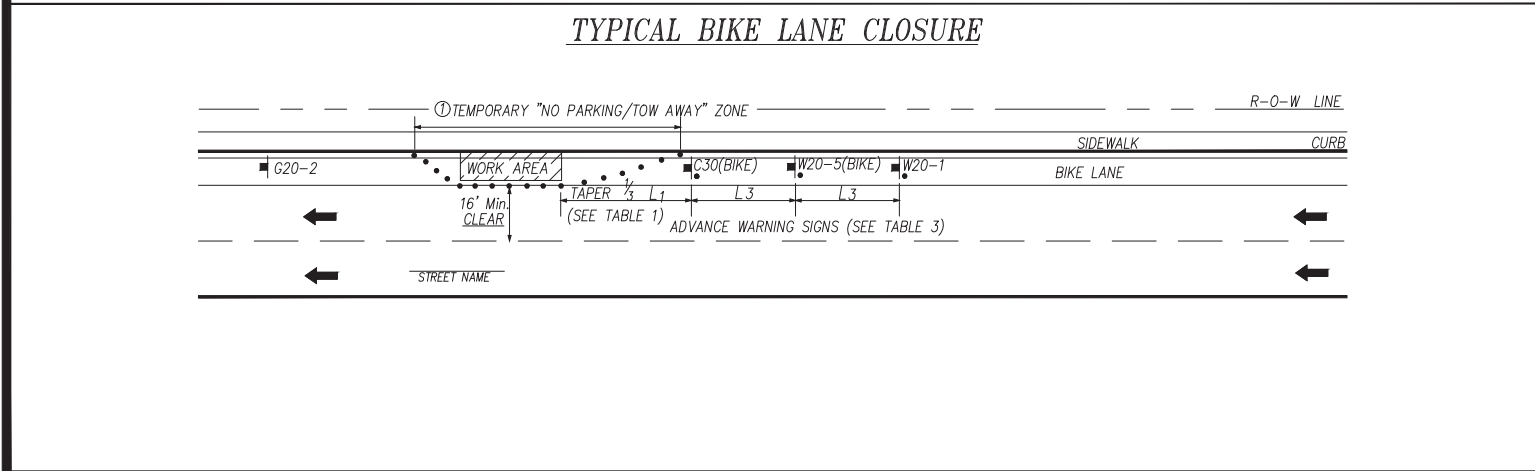 TYPICAL BIKE LANE CLOSURE
R-O-W LINE
① TEMPORARY "NO PARKING/TOW AWAY" ZONE
SIDEWALK CURB
G20-2 WORK AREA C30(BIKE) W20-5(BIKE) W20-1 BIKE LANE
TAPER 1/3 L1 L3 L3
16' Min.
CLEAR
(SEE TABLE 1)
ADVANCE WARNING SIGNS (SEE TABLE 3)
STREET NAME